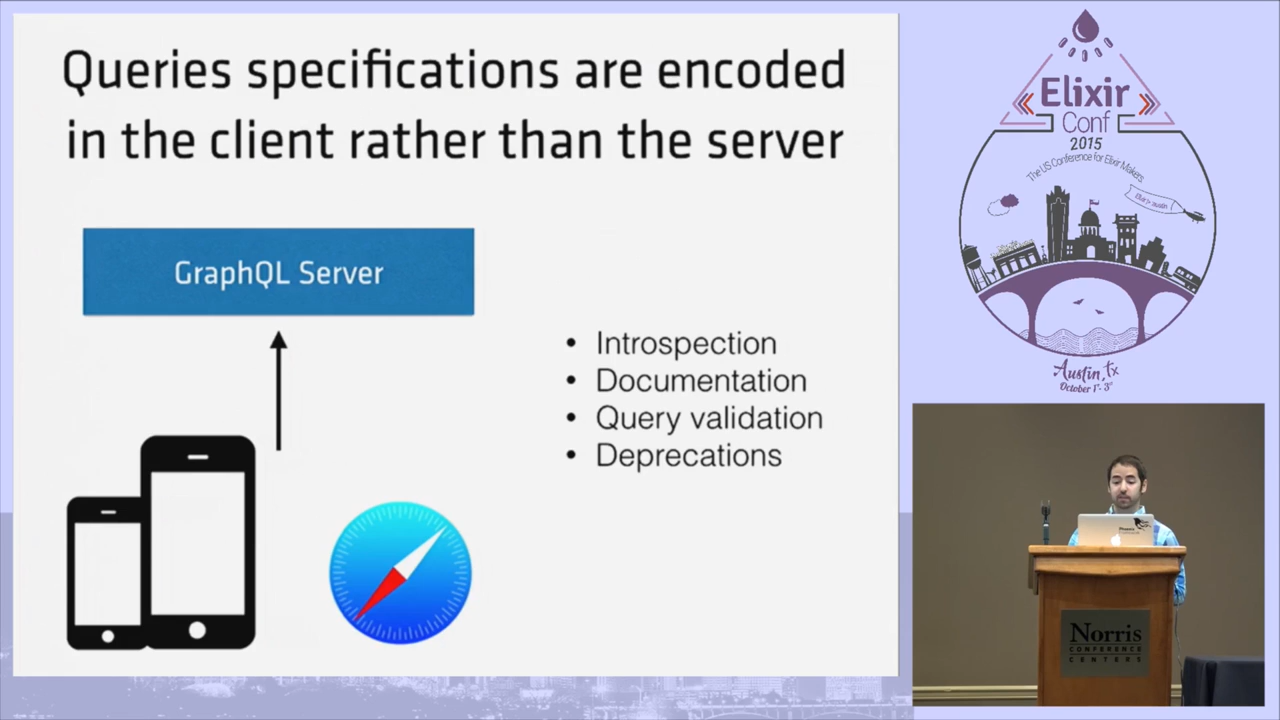 Queries specifications are encoded
in the client rather than the server
GraphQL Server
• Introspection
• Documentation
• Query validation
• Deprecations
Elixir
Conf
2015
The US Conference for Elixir Makers
Austin, tx
October 1st - 3rd
Phoenix
Norris
CONFERENCE
CENTERS